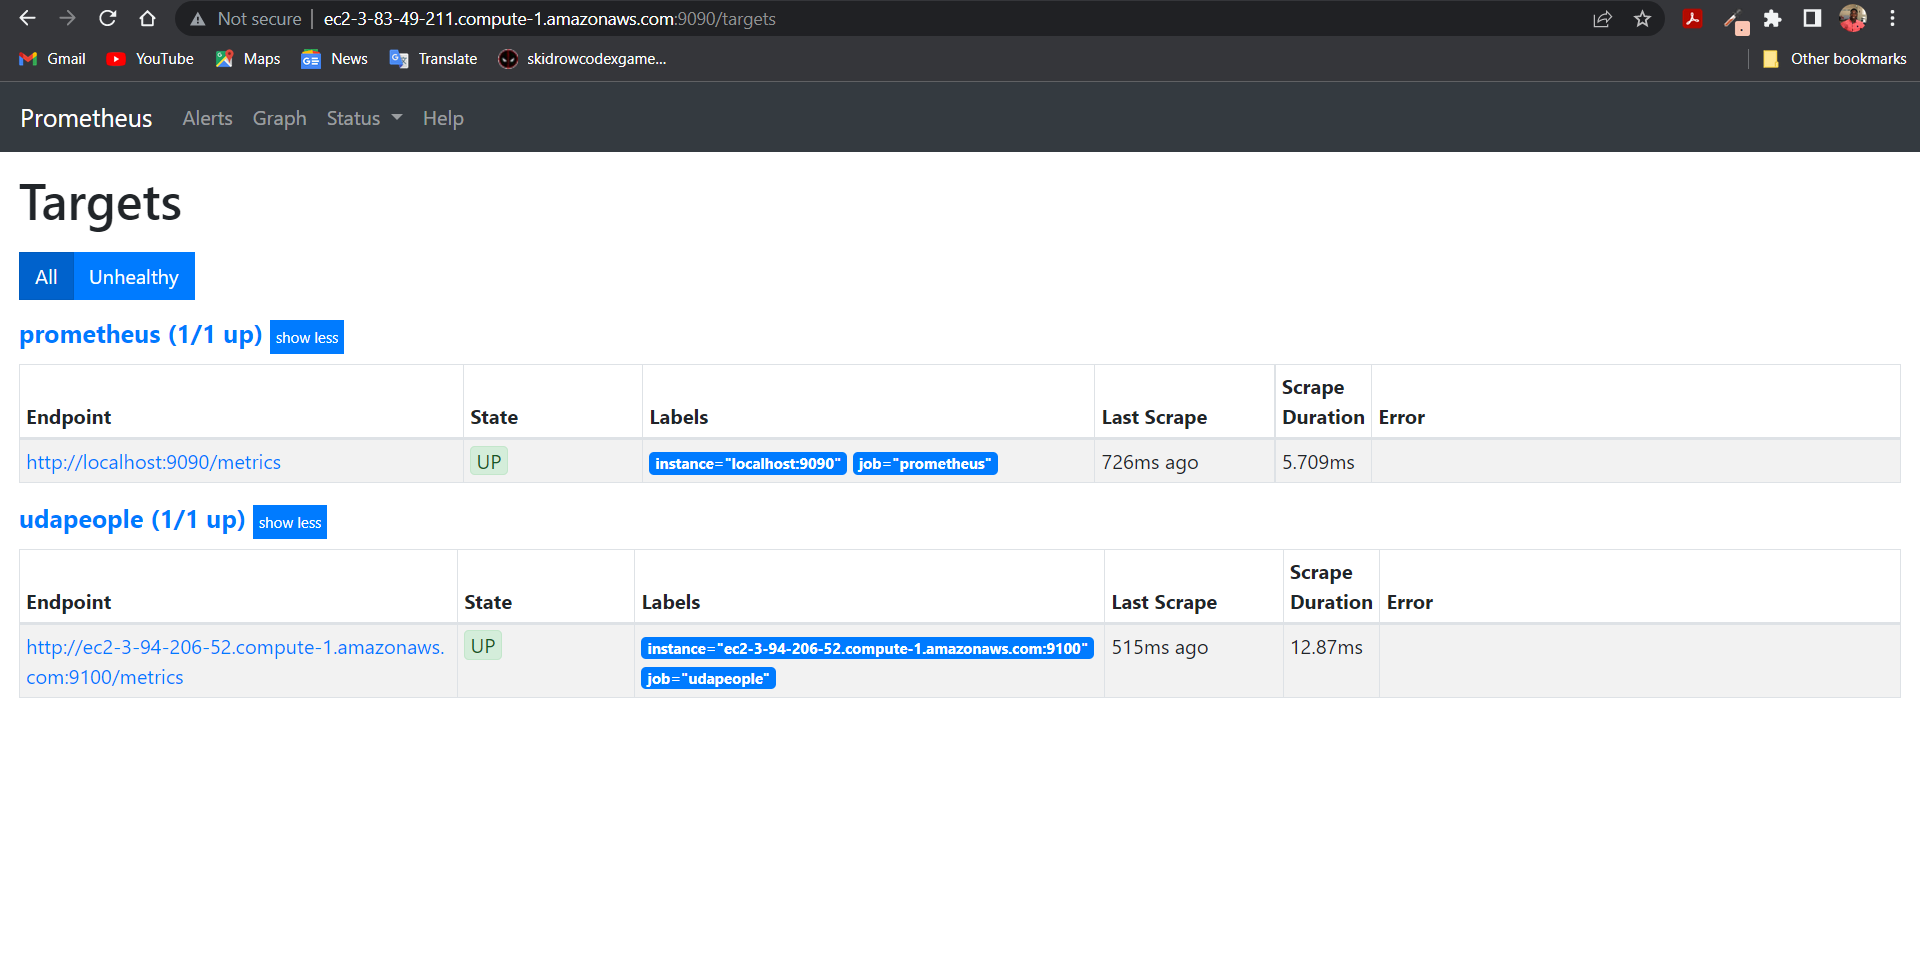 Not secure | ec2-3-83-49-211.compute-1.amazonaws.com:9090/targets
Gmail YouTube Maps News Translate skidrowcodexgame... Other bookmarks
Prometheus Alerts Graph Status Help
Targets
All Unhealthy
prometheus (1/1 up) show less
Endpoint State Labels Last Scrape Scrape Duration Error
http://localhost:9090/metrics UP instance="localhost:9090" job="prometheus" 726ms ago 5.709ms
udapeople (1/1 up) show less
Endpoint State Labels Last Scrape Scrape Duration Error
http://ec2-3-94-206-52.compute-1.amazonaws. UP instance="ec2-3-94-206-52.compute-1.amazonaws.com:9100" 515ms ago 12.87ms
com:9100/metrics job="udapeople"